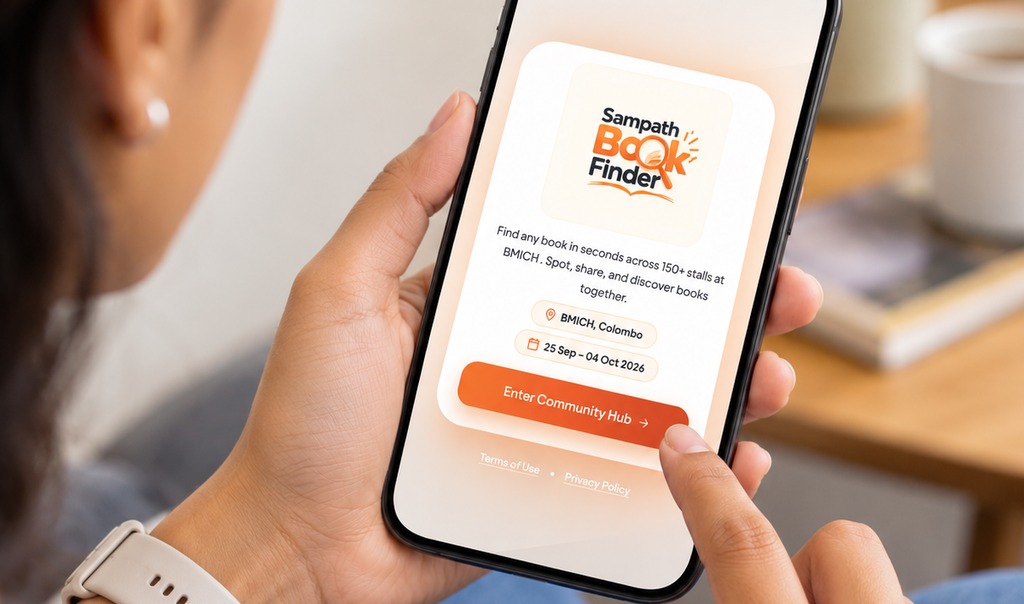 Sampath
Book
Finder
Find any book in seconds across 150+ stalls at
BMICH . Spot, share, and discover books
together.
BMICH, Colombo
25 Sep – 04 Oct 2026
Enter Community Hub →
Terms of Use • Privacy Policy